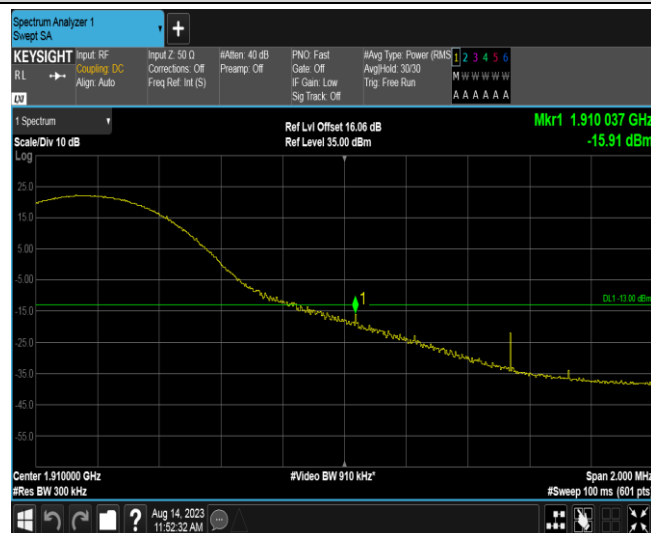 Spectrum Analyzer 1
Swept SA
+
KEYSIGHT
RL
LXI
Input: RF
Coupling: DC
Align: Auto
Input Z: 50 Ω
Corrections: Off
Freq Ref: Int (S)
#Atten: 40 dB
Preamp: Off
PNO: Fast
Gate: Off
IF Gain: Low
Sig Track: Off
#Avg Type: Power (RMS
Avg|Hold: 30/30
Trig: Free Run
1 2 3 4 5 6
M W W W W W
A A A A A A
1 Spectrum
Scale/Div 10 dB
Ref Lvl Offset 16.06 dB
Ref Level 35.00 dBm
Mkr1 1.910 037 GHz
-15.91 dBm
Log
25.0
15.0
5.00
-5.00
1
DL1 -13.00 dBm
-15.0
-25.0
-35.0
-45.0
-55.0
Center 1.910000 GHz
#Res BW 300 kHz
#Video BW 910 kHz*
Span 2.000 MHz
#Sweep 100 ms (601 pts)
?
Aug 14, 2023
11:52:32 AM